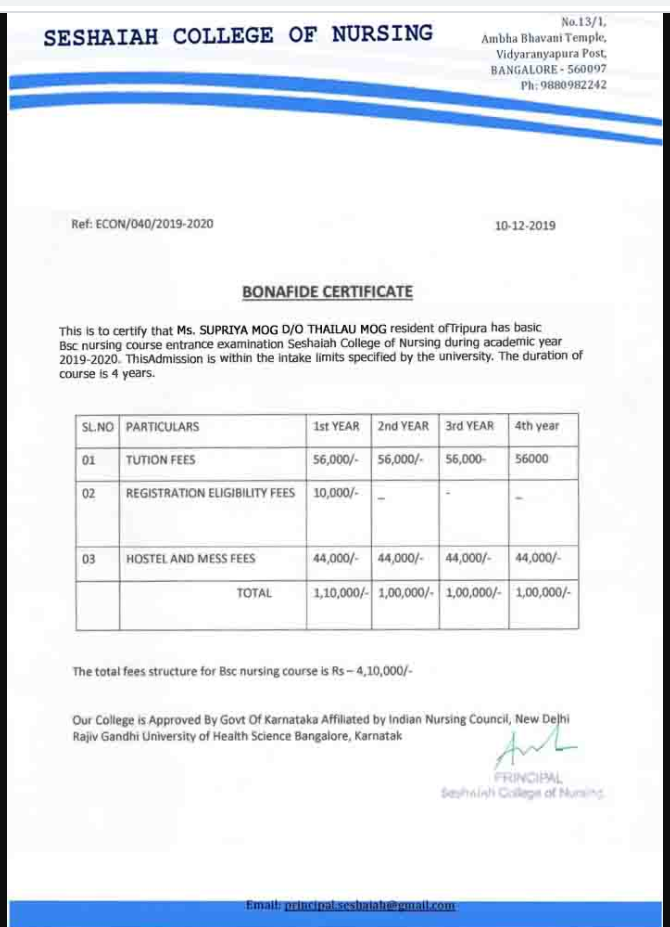 SESHAIAH COLLEGE OF NURSING
No.13/1,
Ambha Bhavani Temple,
Vidyaranyapura Post,
BANGALORE - 560097
Ph: 9880982242
Ref: ECON/040/2019-2020
10-12-2019
BONAFIDE CERTIFICATE
This is to certify that Ms. SUPRIYA MOG D/O THAILAU MOG resident ofTripura has basic
Bsc nursing course entrance examination Seshaiah College of Nursing during academic year
2019-2020. ThisAdmission is within the intake limits specified by the university. The duration of
course is 4 years.
SL.NO PARTICULARS 1st YEAR 2nd YEAR 3rd YEAR 4th year
01 TUTION FEES 56,000/- 56,000/- 56,000- 56000
02 REGISTRATION ELIGIBILITY FEES 10,000/- _ - _
03 HOSTEL AND MESS FEES 44,000/- 44,000/- 44,000/- 44,000/-
TOTAL 1,10,000/- 1,00,000/- 1,00,000/- 1,00,000/-
The total fees structure for Bsc nursing course is Rs – 4,10,000/-
Our College is Approved By Govt Of Karnataka Affiliated by Indian Nursing Council, New Delhi
Rajiv Gandhi University of Health Science Bangalore, Karnatak
PRINCIPAL
Seshaiah College of Nursing
Email: principal.seshaiah@gmail.com